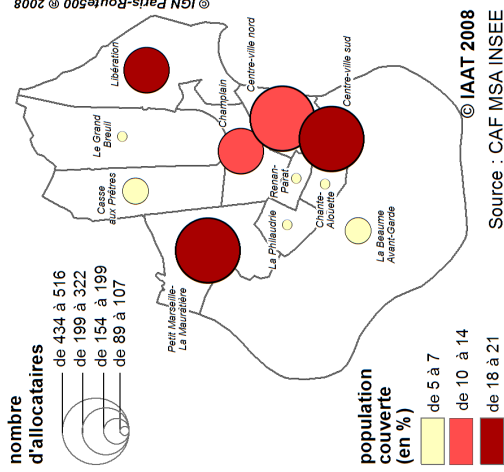 nombre
d'allocataires
de 434 à 516
de 199 à 322
de 154 à 199
de 89 à 107
population
couverte
(en %)
de 5 à 7
de 10 à 14
de 18 à 21
Petit Marseille-
La Mauratière
Casse
aux Prêtres
Le Grand
Breuil
Libération
Champlain
Centre-ville nord
Centre-ville sud
Renan-
Paret
La Philaudrie
Chante-
Alouette
La Beaume
Avant-Garde
© IGN Paris-Route500 ® 2008
© IAAT 2008
Source : CAF MSA INSEE